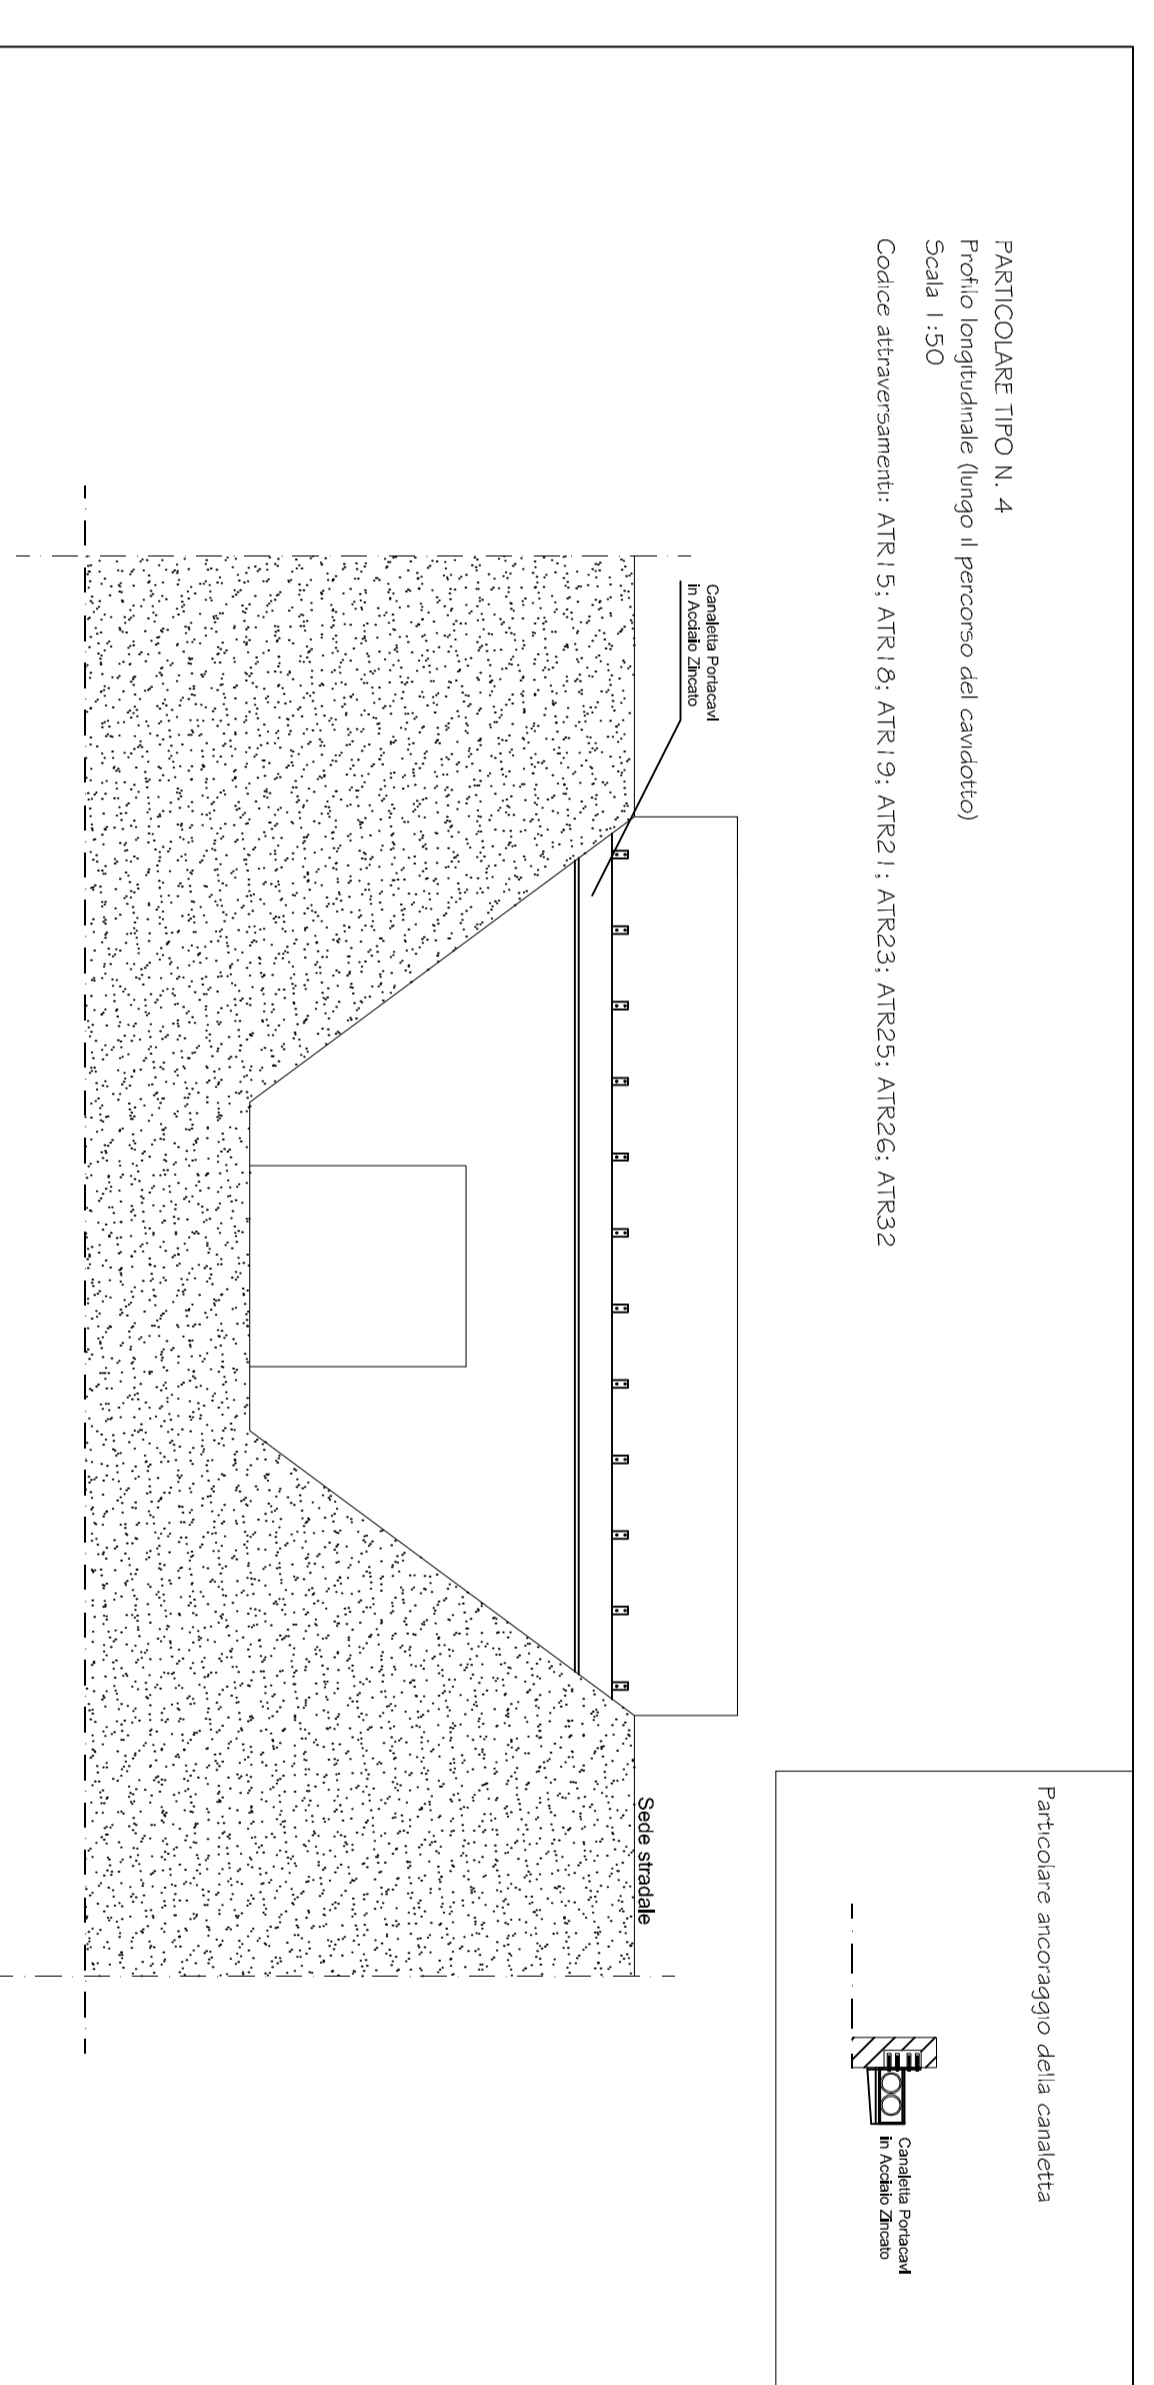 PARTICOLARE TIPO N. 4
Profilo longitudinale (lungo il percorso del cavidotto)
Scala 1:50
Codice attraversamenti: ATR15; ATR18; ATR19; ATR21; ATR23; ATR25; ATR26; ATR32
Canaletta Portacavi
in Acciaio Zincato
Sede stradale
Particolare ancoraggio della canaletta
Canaletta Portacavi
in Acciaio Zincato